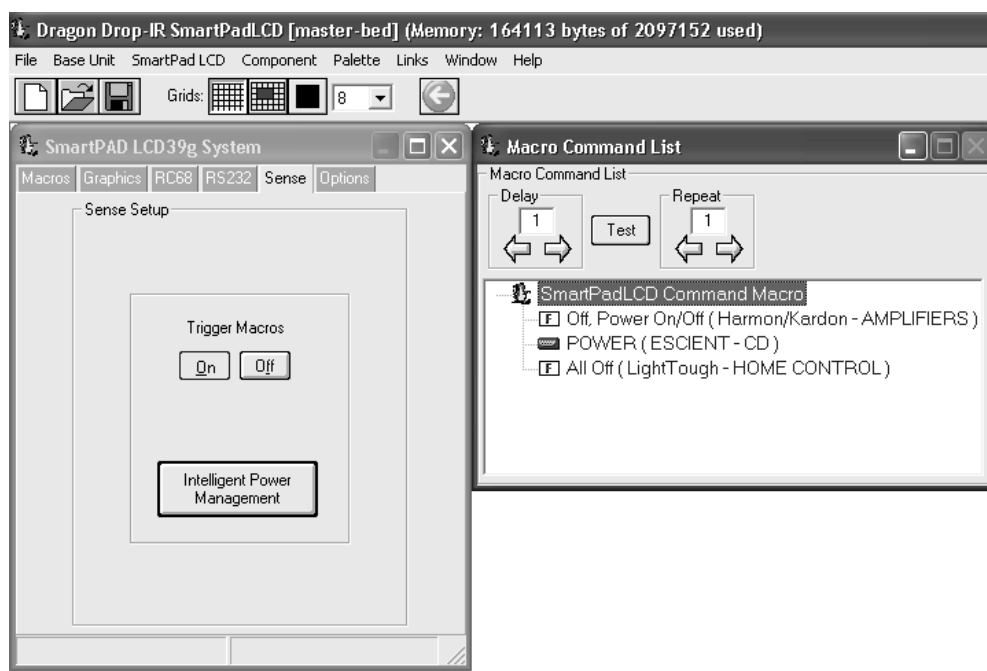 Dragon Drop-IR SmartPadLCD [master-bed] (Memory: 164113 bytes of 2097152 used)
File Base Unit SmartPad LCD Component Palette Links Window Help
Grids: 8
SmartPAD LCD39g System
Macros Graphics RC68 RS232 Sense Options
Sense Setup
Trigger Macros
On Off
Intelligent Power
Management
Macro Command List
Macro Command List
Delay Repeat
1 Test 1
SmartPadLCD Command Macro
F Off, Power On/Off ( Harmon/Kardon - AMPLIFIERS )
POWER ( ESCIENT - CD )
F All Off ( LightTough - HOME CONTROL )